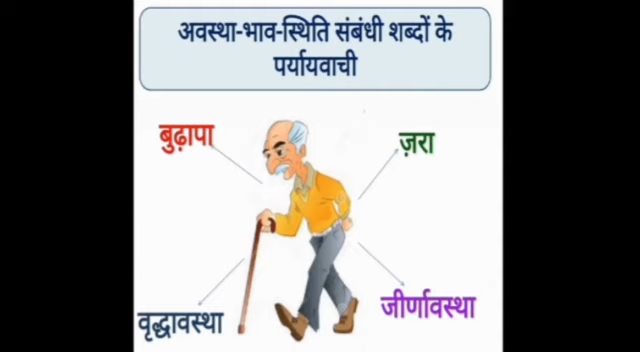 अवस्था-भाव-स्थिति संबंधी शब्दों के
पर्यायवाची
बुढ़ापा
ज़रा
वृद्धावस्था
जीर्णावस्था